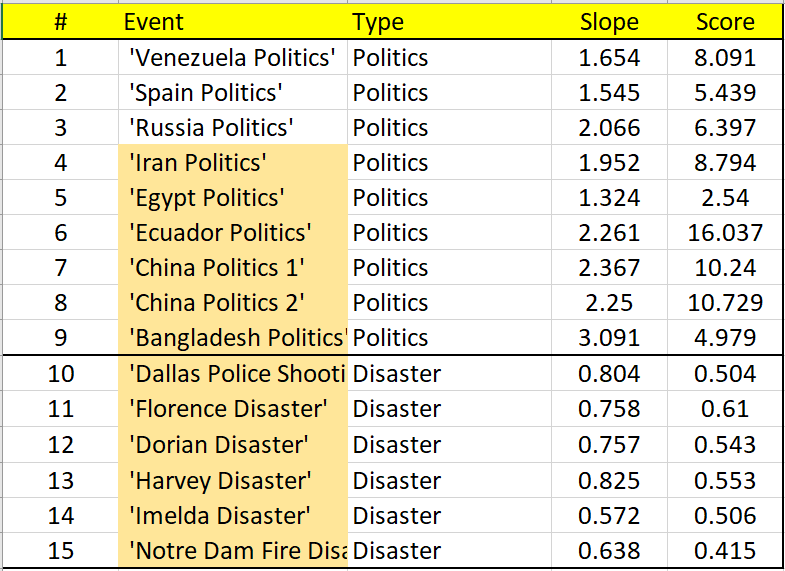 # Event Type Slope Score
1 'Venezuela Politics' Politics 1.654 8.091
2 'Spain Politics' Politics 1.545 5.439
3 'Russia Politics' Politics 2.066 6.397
4 'Iran Politics' Politics 1.952 8.794
5 'Egypt Politics' Politics 1.324 2.54
6 'Ecuador Politics' Politics 2.261 16.037
7 'China Politics 1' Politics 2.367 10.24
8 'China Politics 2' Politics 2.25 10.729
9 'Bangladesh Politics' Politics 3.091 4.979
10 'Dallas Police Shooti Disaster 0.804 0.504
11 'Florence Disaster' Disaster 0.758 0.61
12 'Dorian Disaster' Disaster 0.757 0.543
13 'Harvey Disaster' Disaster 0.825 0.553
14 'Imelda Disaster' Disaster 0.572 0.506
15 'Notre Dam Fire Disa Disaster 0.638 0.415